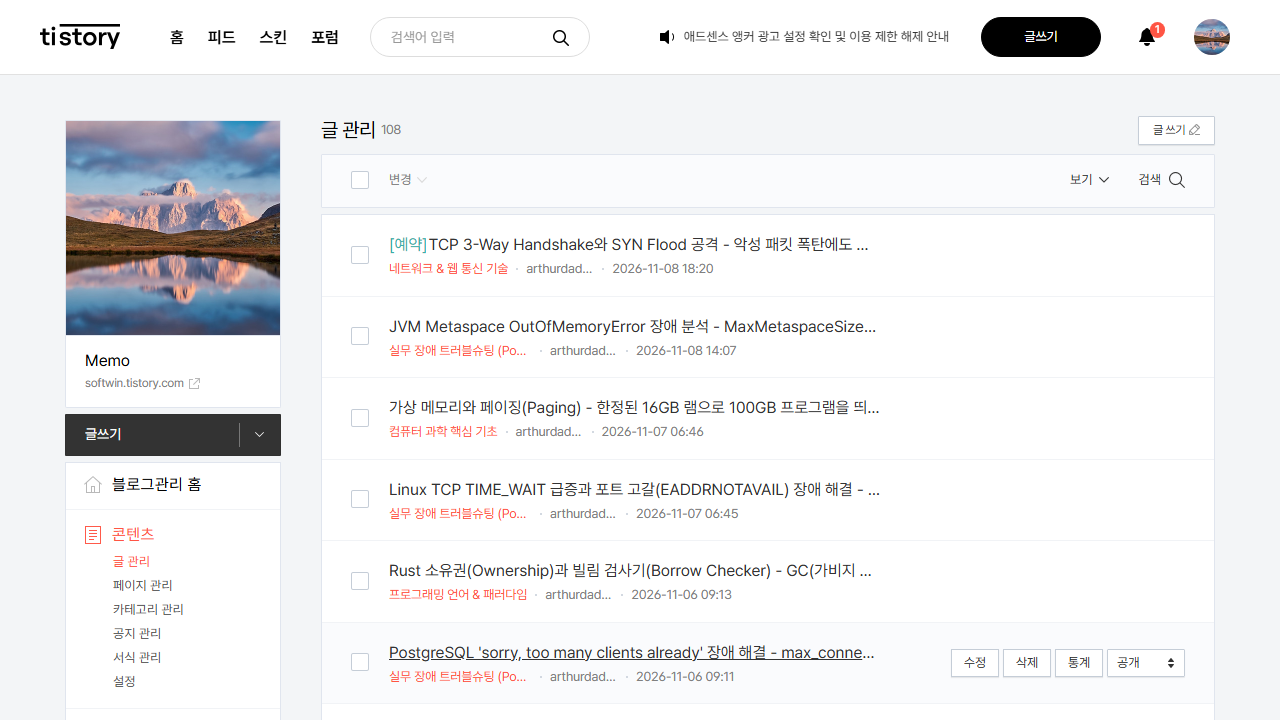 tistory 홈 피드 스킨 포럼 검색어 입력 애드센스 앵커 광고 설정 확인 및 이용 제한 해제 안내 글쓰기 1
글 관리 108 글 쓰기
변경 보기 검색
[예약]TCP 3-Way Handshake와 SYN Flood 공격 - 악성 패킷 폭탄에도 ...
네트워크 & 웹 통신 기술 · arthurdad... · 2026-11-08 18:20
JVM Metaspace OutOfMemoryError 장애 분석 - MaxMetaspaceSize...
실무 장애 트러블슈팅 (Po... · arthurdad... · 2026-11-08 14:07
가상 메모리와 페이징(Paging) - 한정된 16GB 램으로 100GB 프로그램을 띄...
컴퓨터 과학 핵심 기초 · arthurdad... · 2026-11-07 06:46
Linux TCP TIME_WAIT 급증과 포트 고갈(EADDRNOTAVAIL) 장애 해결 - ...
실무 장애 트러블슈팅 (Po... · arthurdad... · 2026-11-07 06:45
Rust 소유권(Ownership)과 빌림 검사기(Borrow Checker) - GC(가비지 ...
프로그래밍 언어 & 패러다임 · arthurdad... · 2026-11-06 09:13
PostgreSQL 'sorry, too many clients already' 장애 해결 - max_conne...
실무 장애 트러블슈팅 (Po... · arthurdad... · 2026-11-06 09:11
수정 삭제 통계 공개
Memo
softwin.tistory.com
글쓰기
블로그관리 홈
콘텐츠
글 관리
페이지 관리
카테고리 관리
공지 관리
서식 관리
설정